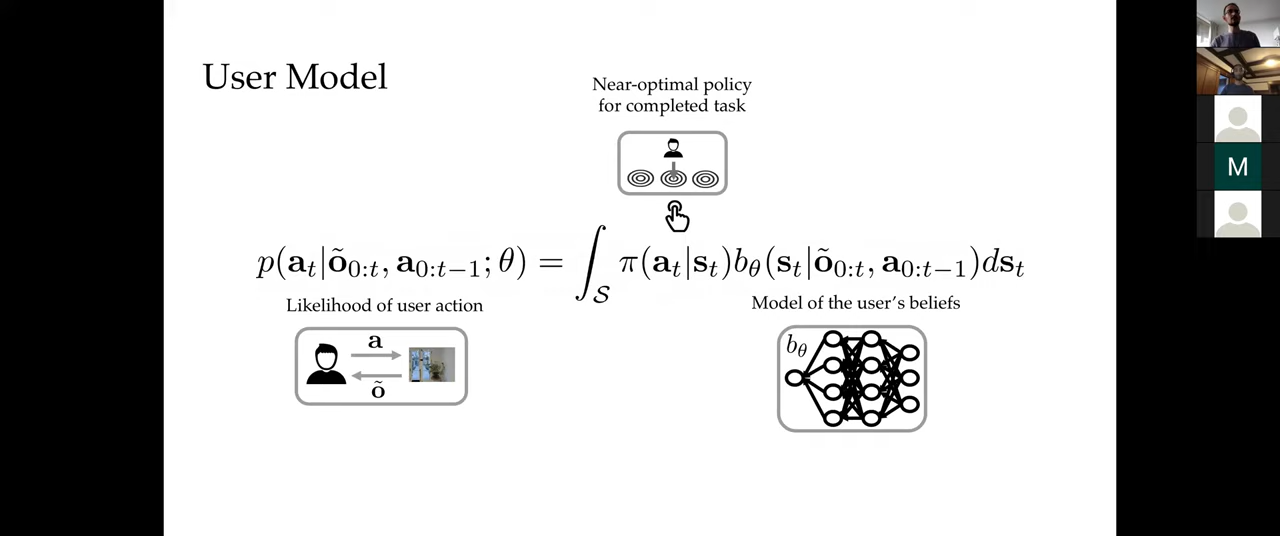 User Model
Near-optimal policy
for completed task
p(a_t|õ_{0:t}, a_{0:t−1}; θ) = ∫_S π(a_t|s_t)b_θ(s_t|õ_{0:t}, a_{0:t−1})ds_t
Likelihood of user action
Model of the user's beliefs
a
õ
b_θ
M